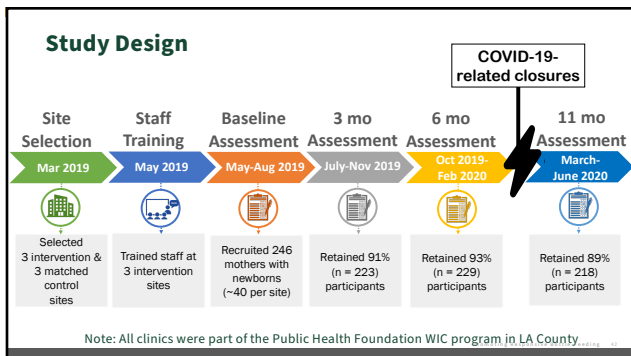 Study Design
COVID-19-
related closures
Site
Selection
Staff
Training
Baseline
Assessment
3 mo
Assessment
6 mo
Assessment
11 mo
Assessment
Mar 2019
May 2019
May-Aug 2019
July-Nov 2019
Oct 2019-
Feb 2020
March-
June 2020
Selected
3 intervention &
3 matched
control
sites
Trained staff at
3 intervention
sites
Recruited 246
mothers with
newborns
(~40 per site)
Retained 91%
(n = 223)
participants
Retained 93%
(n = 229)
participants
Retained 89%
(n = 218)
participants
Note: All clinics were part of the Public Health Foundation WIC program in LA County